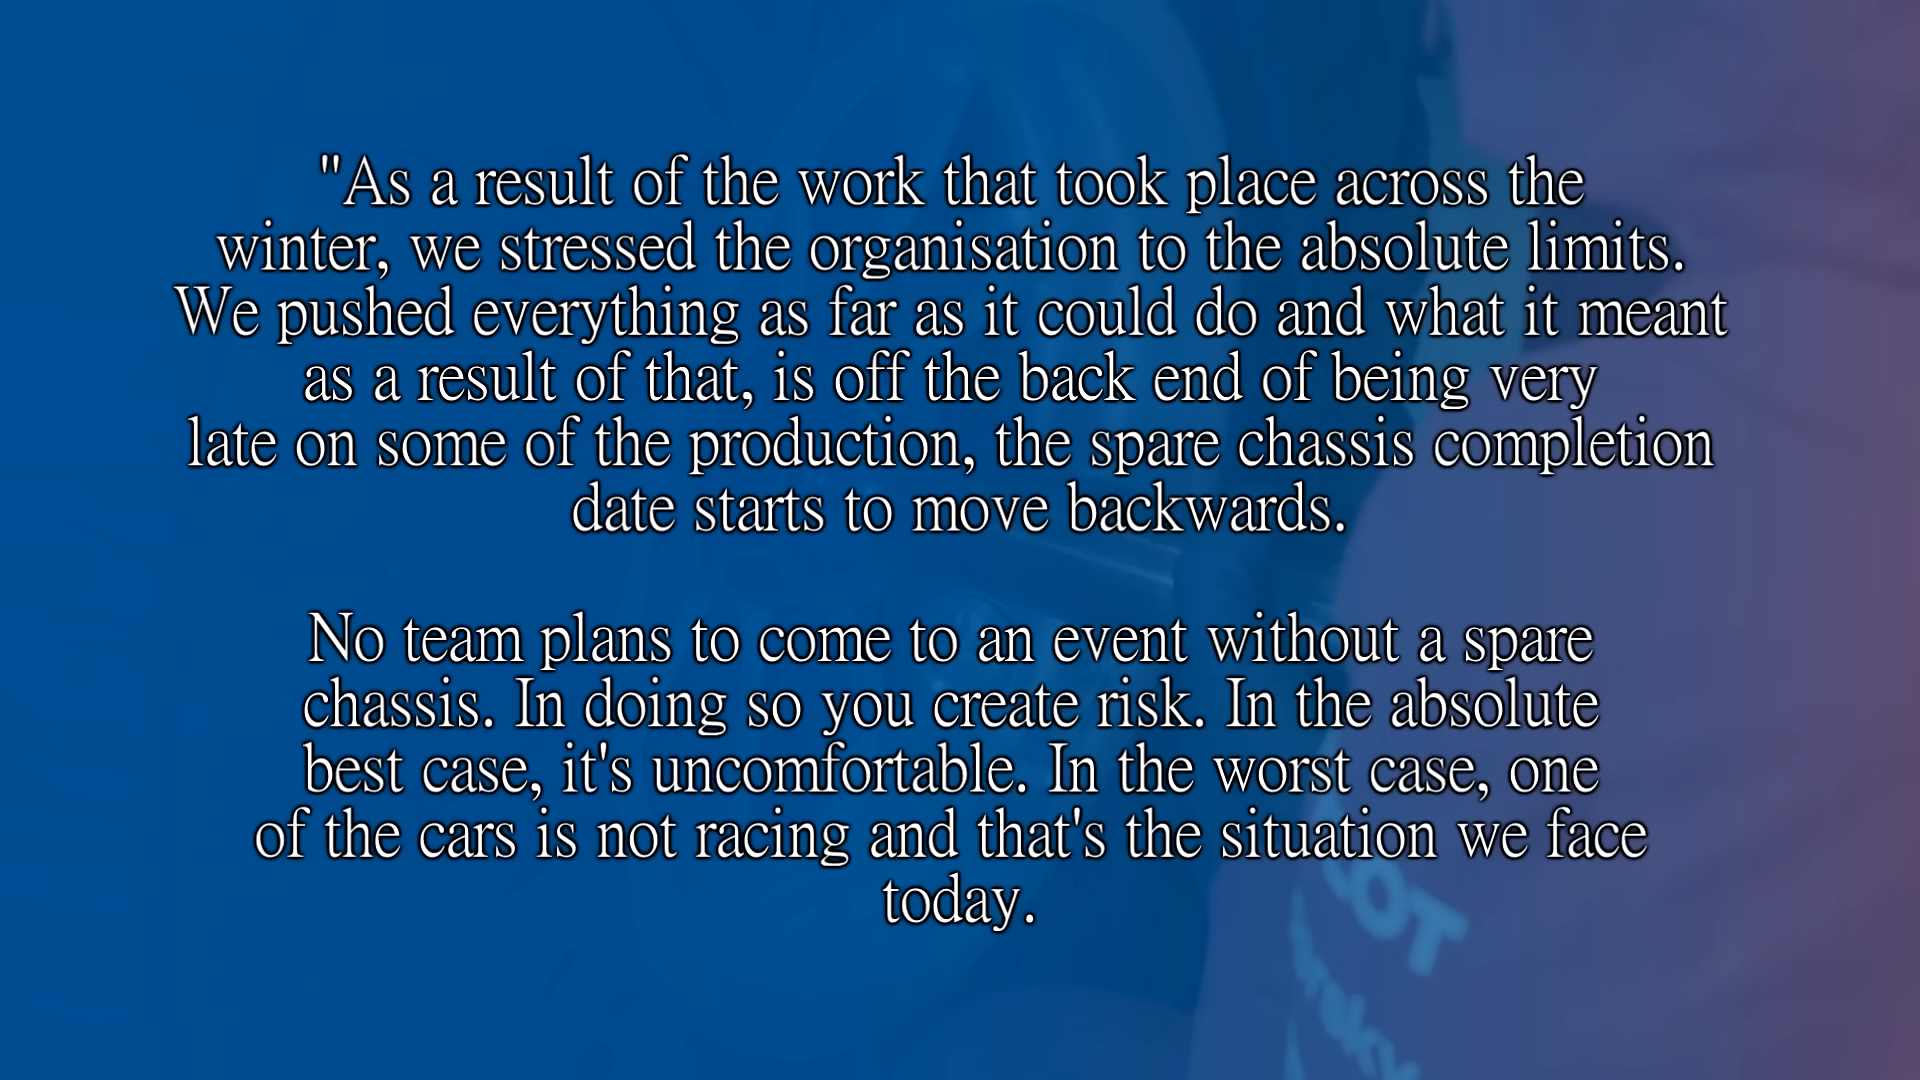 "As a result of the work that took place across the
winter, we stressed the organisation to the absolute limits.
We pushed everything as far as it could do and what it meant
as a result of that, is off the back end of being very
late on some of the production, the spare chassis completion
date starts to move backwards.
No team plans to come to an event without a spare
chassis. In doing so you create risk. In the absolute
best case, it's uncomfortable. In the worst case, one
of the cars is not racing and that's the situation we face
today.